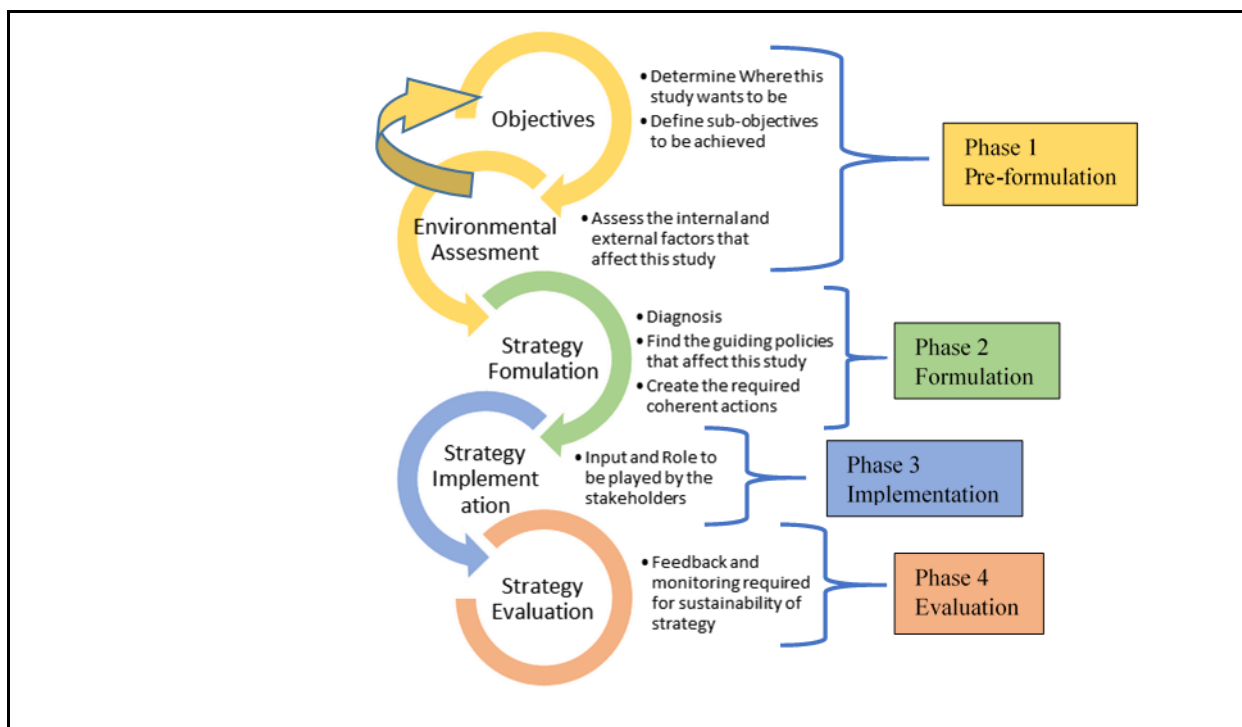 Objectives
• Determine Where this
study wants to be
• Define sub-objectives
to be achieved
Phase 1
Pre-formulation
Environmental
Assesment
• Assess the internal and
external factors that
affect this study
Strategy
Fomulation
• Diagnosis
• Find the guiding policies
that affect this study
• Create the required
coherent actions
Phase 2
Formulation
Strategy
Implement
ation
• Input and Role to
be played by the
stakeholders
Phase 3
Implementation
Strategy
Evaluation
• Feedback and
monitoring required
for sustainability of
strategy
Phase 4
Evaluation